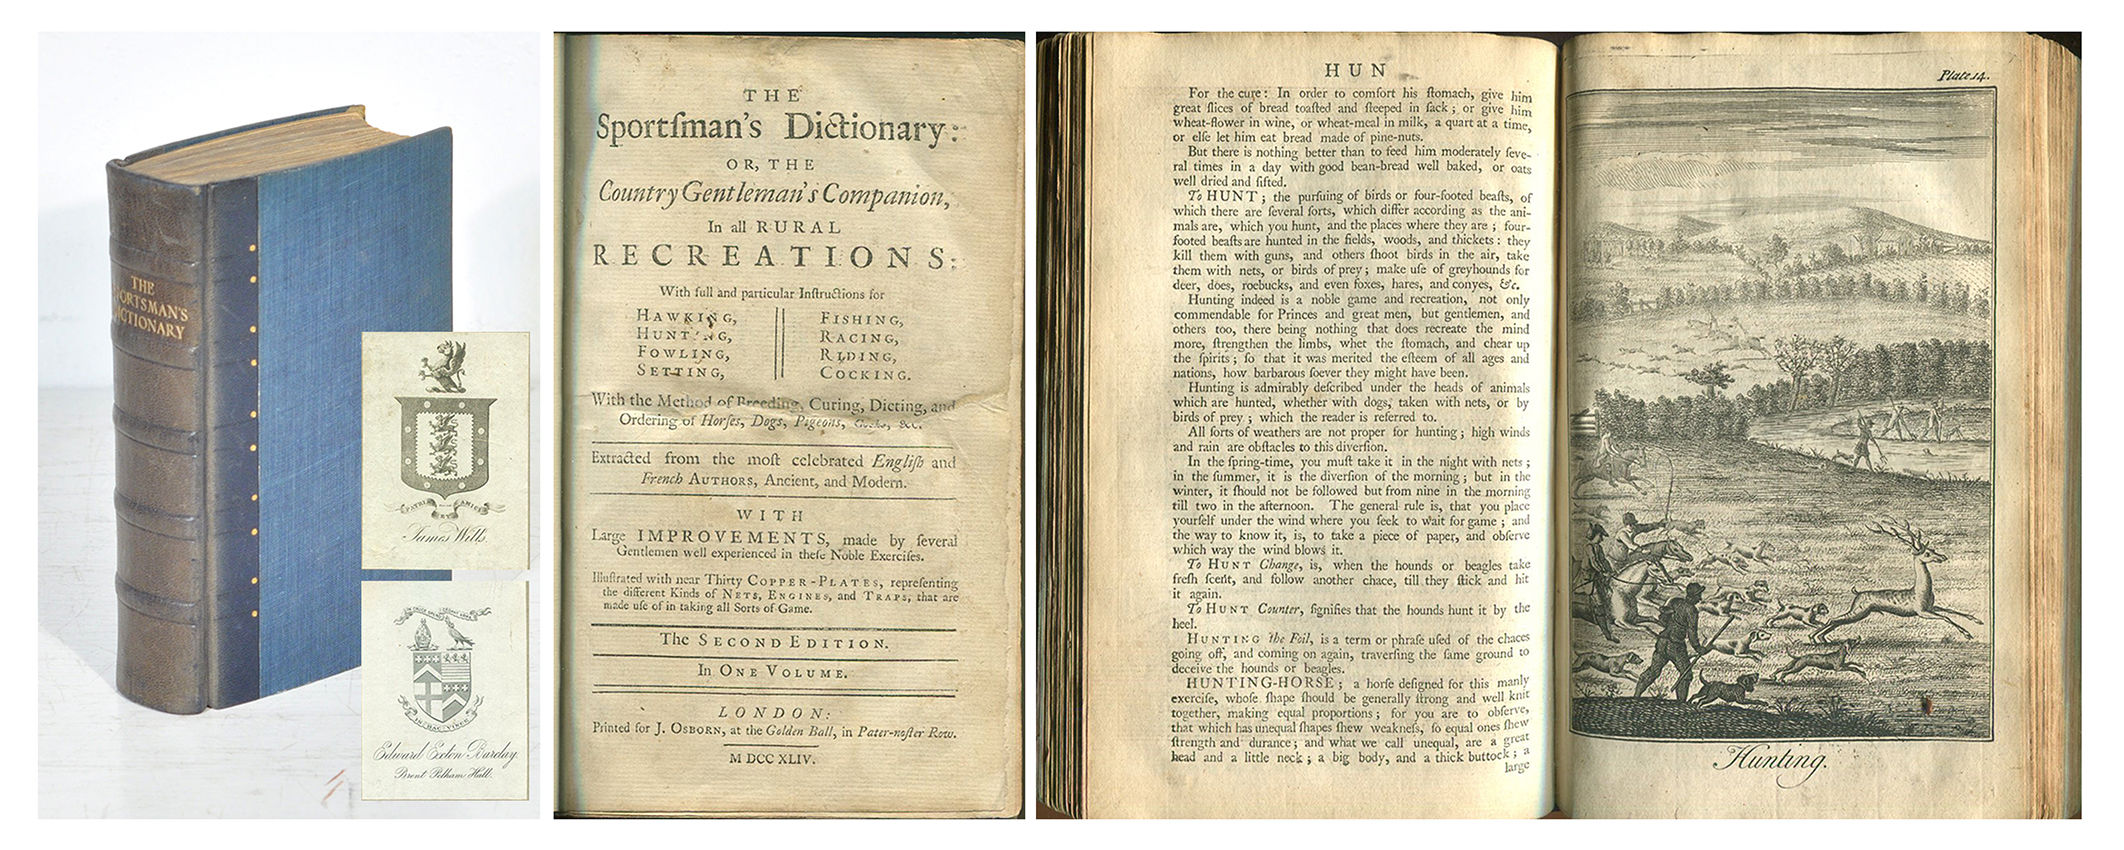 THE
SPORTSMAN'S
DICTIONARY
PATRIÆ
ET
AMICIS
James Wills.
IN HAC VINCE
Edward Exton Barclay.
Brent Pelham Hall.
THE
Sportſman's Dictionary:
OR, THE
Country Gentleman's Companion,
In all RURAL
RECREATIONS:
With full and particular Inſtructions for
HAWKING,
HUNTING,
FOWLING,
SETTING,
FISHING,
RACING,
RIDING,
COCKING.
With the Method of Breeding, Curing, Dieting, and
Ordering of Horſes, Dogs, Pigeons, Cocks, &c.
Extracted from the moſt celebrated Engliſh and
French AUTHORS, Ancient, and Modern.
WITH
Large IMPROVEMENTS, made by ſeveral
Gentlemen well experienced in theſe Noble Exerciſes.
Illuſtrated with near Thirty COPPER-PLATES, repreſenting
the different Kinds of NETS, ENGINES, and TRAPS, that are
made uſe of in taking all Sorts of Game.
The SECOND EDITION.
In ONE VOLUME.
LONDON:
Printed for J. OSBORN, at the Golden Ball, in Pater-noſter Row.
M DCC XLIV.
HUN
For the cure: In order to comfort his ſtomach, give him
great ſlices of bread toaſted and ſteeped in ſack; or give him
wheat-flower in wine, or wheat-meal in milk, a quart at a time,
or elſe let him eat bread made of pine-nuts.
But there is nothing better than to feed him moderately ſeve-
ral times in a day with good bean-bread well baked, or oats
well dried and ſifted.
To HUNT; the purſuing of birds or four-footed beaſts, of
which there are ſeveral ſorts, which differ according as the ani-
mals are, which you hunt, and the places where they are; four-
footed beaſts are hunted in the fields, woods, and thickets: they
kill them with guns, and others ſhoot birds in the air, take
them with nets, or birds of prey; make uſe of greyhounds for
deer, does, roebucks, and even foxes, hares, and conyes, &c.
Hunting indeed is a noble game and recreation, not only
commendable for Princes and great men, but gentlemen, and
others too, there being nothing that does recreate the mind
more, ſtrengthen the limbs, whet the ſtomach, and chear up
the ſpirits; ſo that it was merited the eſteem of all ages and
nations, how barbarous ſoever they might have been.
Hunting is admirably deſcribed under the heads of animals
which are hunted, whether with dogs, taken with nets, or by
birds of prey; which the reader is referred to.
All ſorts of weathers are not proper for hunting; high winds
and rain are obſtacles to this diverſion.
In the ſpring-time, you muſt take it in the night with nets;
in the ſummer, it is the diverſion of the morning; but in the
winter, it ſhould not be followed but from nine in the morning
till two in the afternoon. The general rule is, that you place
yourſelf under the wind where you ſeek to wait for game; and
the way to know it, is, to take a piece of paper, and obſerve
which way the wind blows it.
To HUNT Change, is, when the hounds or beagles take
freſh ſcent, and follow another chace, till they ſtick and hit
it again.
To HUNT Counter, ſignifies that the hounds hunt it by the
heel.
HUNTING the Foil, is a term or phraſe uſed of the chaces
going off, and coming on again, traverſing the ſame ground to
deceive the hounds or beagles.
HUNTING-HORSE; a horſe deſigned for this manly
exerciſe, whoſe ſhape ſhould be generally ſtrong and well knit
together, making equal proportions; for you are to obſerve,
that which has unequal ſhapes ſhew weakneſs, ſo equal ones ſhew
ſtrength and durance; and what we call unequal, are a great
head and a little neck; a big body, and a thick buttock; a
large
Plate 14.
Hunting.